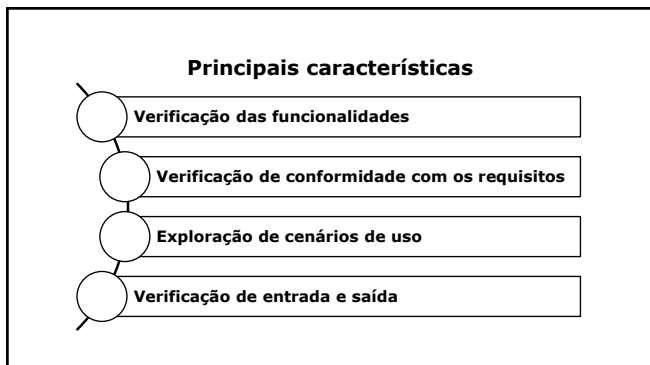 Principais características
Verificação das funcionalidades
Verificação de conformidade com os requisitos
Exploração de cenários de uso
Verificação de entrada e saída